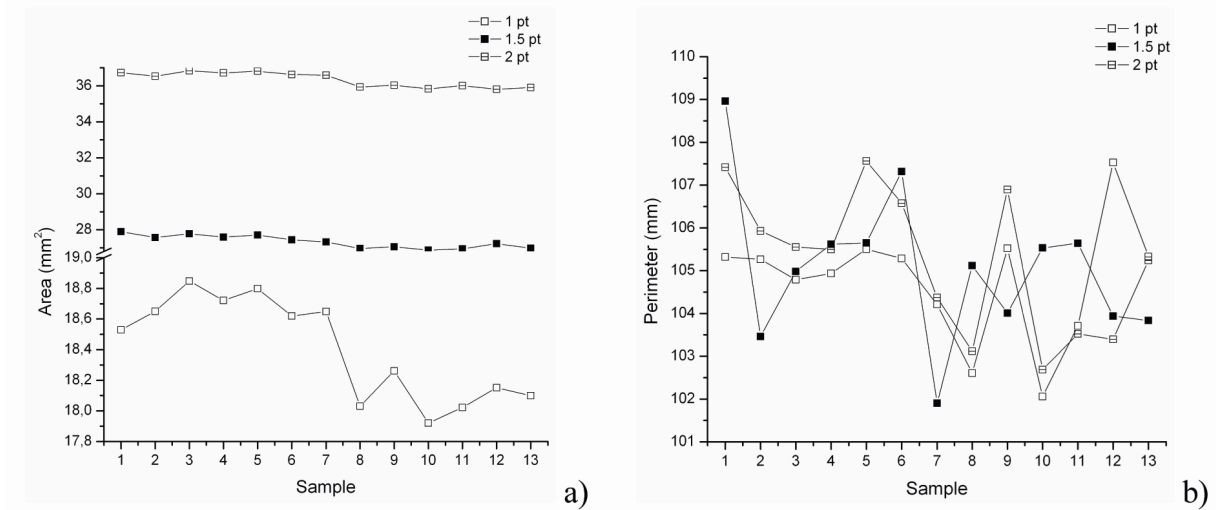 1 pt
1.5 pt
2 pt
36
34
32
30
28
19,0
18,8
18,6
18,4
18,2
18,0
17,8
Area (mm²)
1 2 3 4 5 6 7 8 9 10 11 12 13
Sample
a)
1 pt
1.5 pt
2 pt
110
109
108
107
106
105
104
103
102
101
Perimeter (mm)
1 2 3 4 5 6 7 8 9 10 11 12 13
Sample
b)